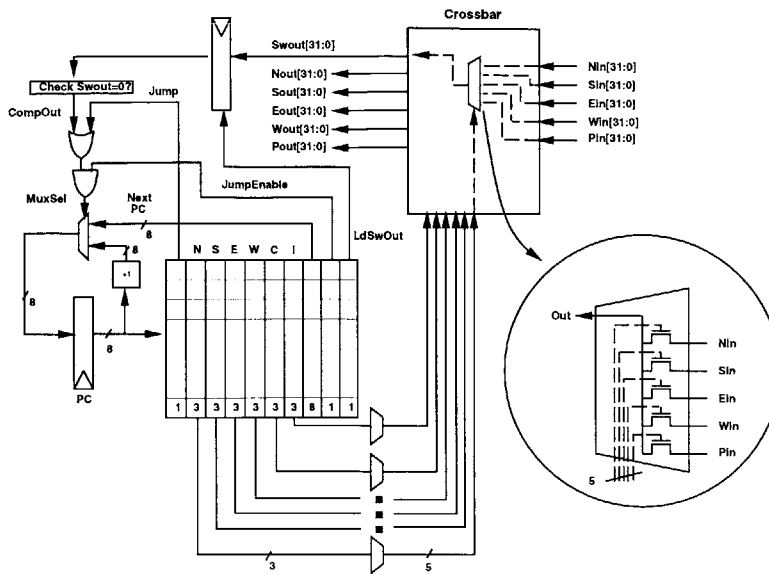 Crossbar
Swout[31:0]
Nout[31:0]
Sout[31:0]
Eout[31:0]
Wout[31:0]
Pout[31:0]
Nin[31:0]
Sin[31:0]
Ein[31:0]
Win[31:0]
Pin[31:0]
Check Swout=0?
Jump
CompOut
JumpEnable
MuxSel
Next
PC
8
LdSwOut
N S E W C I
8
+1
8
8
PC
1 3 3 3 3 3 3 8 1 1
3
5
Out
Nin
Sin
Ein
Win
Pin
5